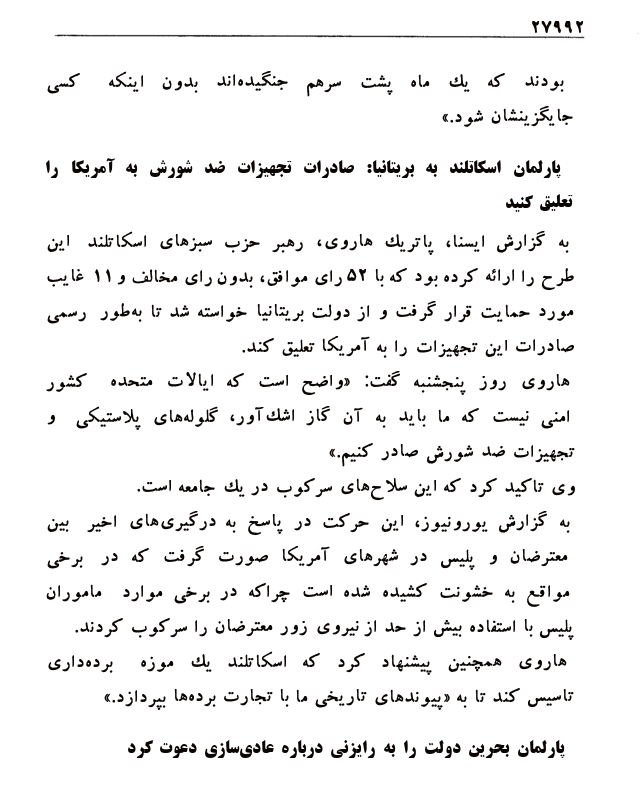 ۲۷۹۹۲
بودند که یك ماه پشت سرهم جنگیده‌اند بدون اینکه کسی
جایگزینشان شود.»
پارلمان اسکاتلند به بریتانیا: صادرات تجهیزات ضد شورش به آمریکا را
تعلیق کنید
به گزارش ایسنا، پاتریك هاروی، رهبر حزب سبزهای اسکاتلند این
طرح را ارائه کرده بود که با ۵۲ رای موافق، بدون رای مخالف و ۱۱ غایب
مورد حمایت قرار گرفت و از دولت بریتانیا خواسته شد تا به‌طور رسمی
صادرات این تجهیزات را به آمریکا تعلیق کند.
هاروی روز پنجشنبه گفت: «واضح است که ایالات متحده کشور
امنی نیست که ما باید به آن گاز اشك‌آور، گلوله‌های پلاستیکی و
تجهیزات ضد شورش صادر کنیم.»
وی تاکید کرد که این سلاح‌های سرکوب در یك جامعه است.
به گزارش یورونیوز، این حرکت در پاسخ به درگیری‌های اخیر بین
معترضان و پلیس در شهرهای آمریکا صورت گرفت که در برخی
مواقع به خشونت کشیده شده است چراکه در برخی موارد ماموران
پلیس با استفاده بیش از حد از نیروی زور معترضان را سرکوب کردند.
هاروی همچنین پیشنهاد کرد که اسکاتلند یك موزه برده‌داری
تاسیس کند تا به «پیوندهای تاریخی ما با تجارت برده‌ها بپردازد.»
پارلمان بحرین دولت را به رایزنی درباره عادی‌سازی دعوت کرد